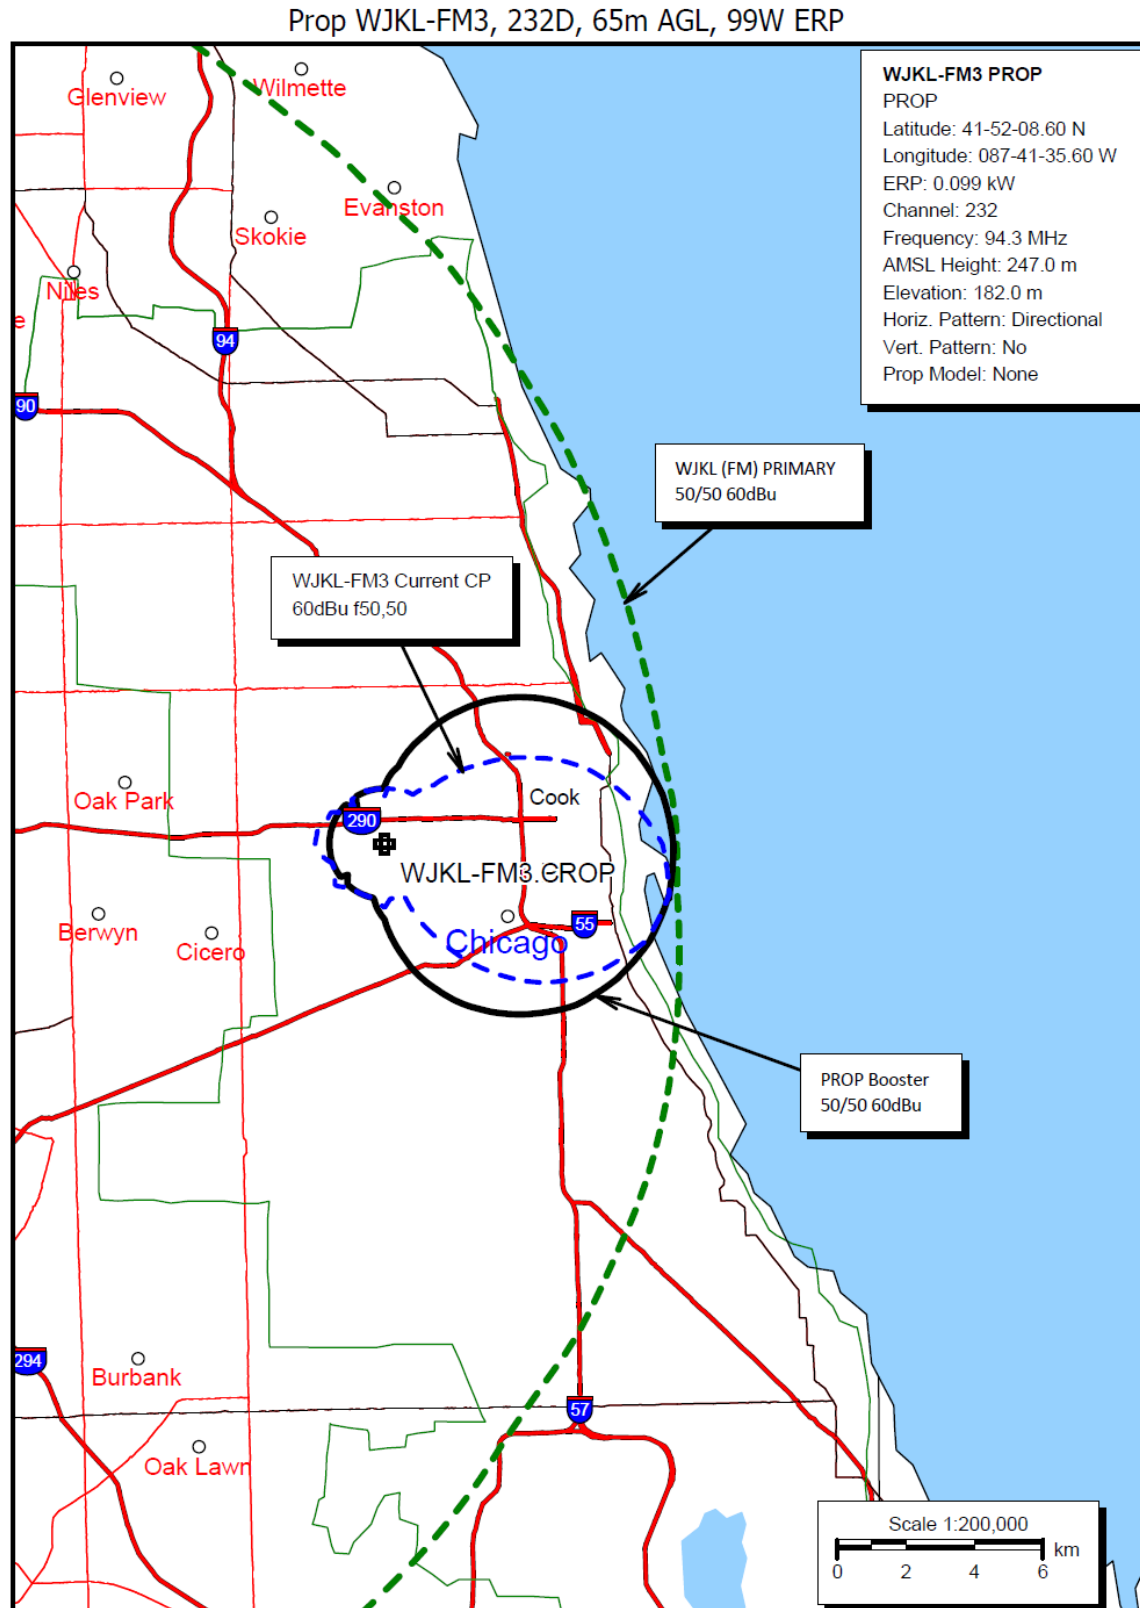 Prop WJKL-FM3, 232D, 65m AGL, 99W ERP
WJKL-FM3 PROP
PROP
Latitude: 41-52-08.60 N
Longitude: 087-41-35.60 W
ERP: 0.099 kW
Channel: 232
Frequency: 94.3 MHz
AMSL Height: 247.0 m
Elevation: 182.0 m
Horiz. Pattern: Directional
Vert. Pattern: No
Prop Model: None
Glenview
Wilmette
Evanston
Skokie
Niles
e
94
90
WJKL (FM) PRIMARY
50/50 60dBu
WJKL-FM3 Current CP
60dBu f50,50
Oak Park
Cook
290
WJKL-FM3.PROP
Berwyn
Cicero
55
Chicago
PROP Booster
50/50 60dBu
294
Burbank
57
Oak Lawn
Scale 1:200,000
km
0 2 4 6